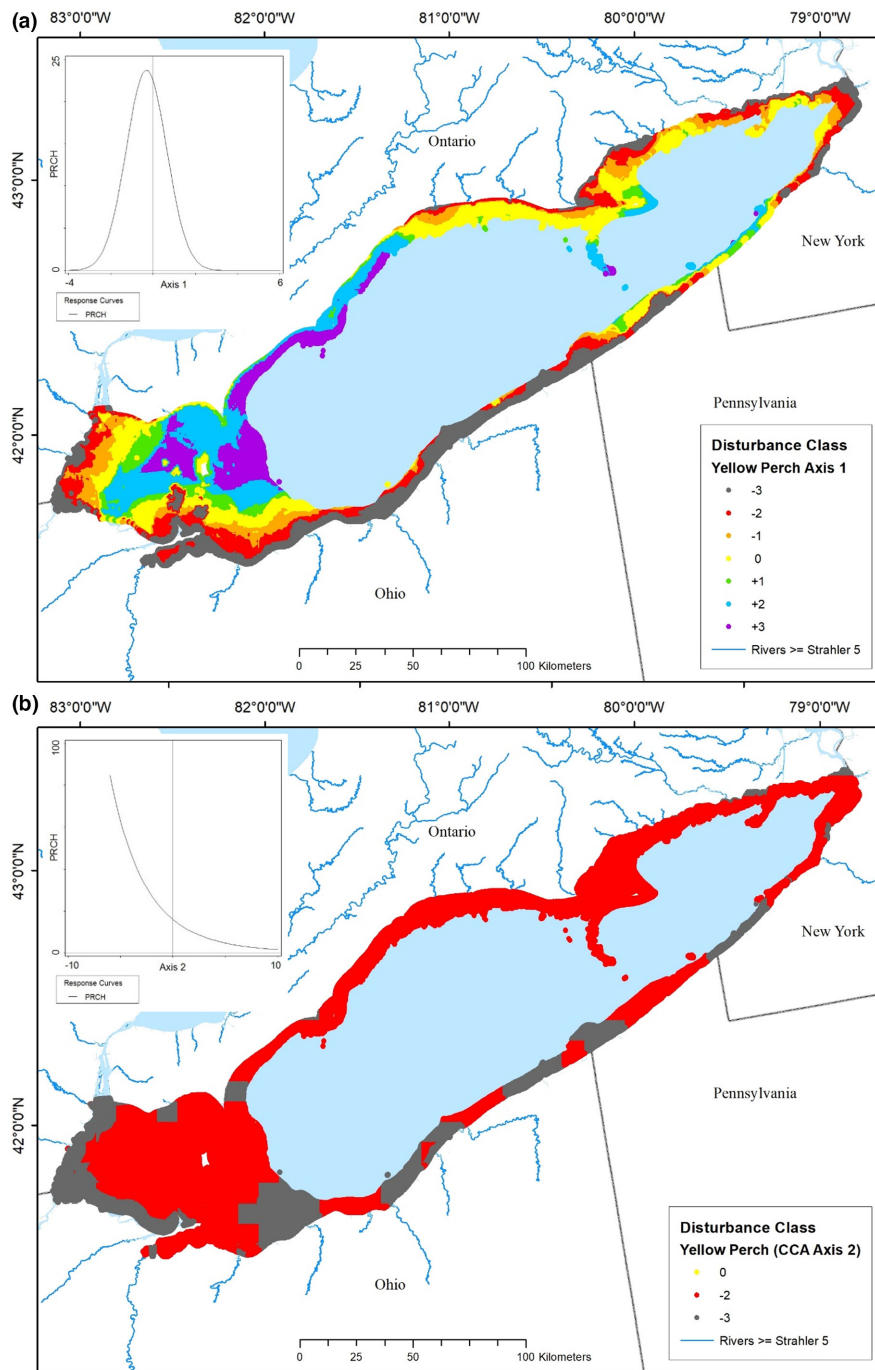 (a)
83°0'0"W 82°0'0"W 81°0'0"W 80°0'0"W 79°0'0"W
25
PRCH
0
-4 Axis 1 6
Response Curves
PRCH
Ontario
43°0'0"N
New York
Pennsylvania
42°0'0"N
Ohio
0 25 50 100 Kilometers
Disturbance Class
Yellow Perch Axis 1
-3
-2
-1
0
+1
+2
+3
Rivers >= Strahler 5
(b)
83°0'0"W 82°0'0"W 81°0'0"W 80°0'0"W 79°0'0"W
100
PRCH
0
-10 Axis 2 10
Response Curves
PRCH
Ontario
43°0'0"N
New York
Pennsylvania
42°0'0"N
Ohio
0 25 50 100 Kilometers
Disturbance Class
Yellow Perch (CCA Axis 2)
0
-2
-3
Rivers >= Strahler 5